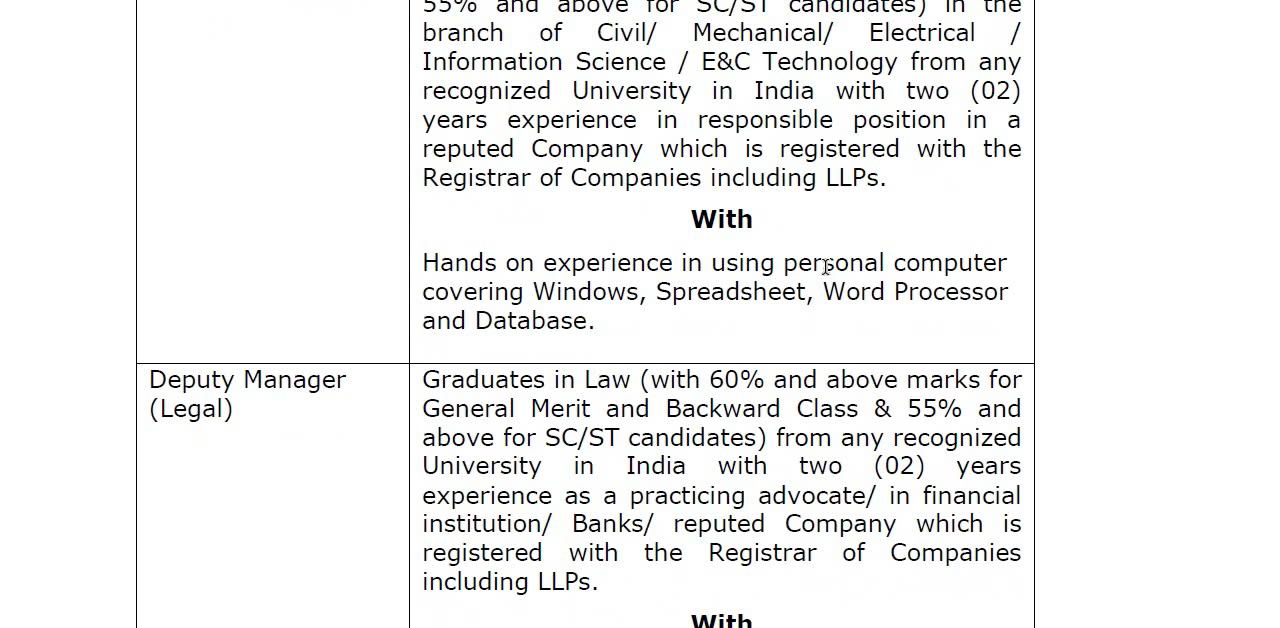 55% and above for SC/ST candidates) in the
branch of Civil/ Mechanical/ Electrical /
Information Science / E&C Technology from any
recognized University in India with two (02)
years experience in responsible position in a
reputed Company which is registered with the
Registrar of Companies including LLPs.
With
Hands on experience in using personal computer
covering Windows, Spreadsheet, Word Processor
and Database.
Deputy Manager
(Legal)
Graduates in Law (with 60% and above marks for
General Merit and Backward Class & 55% and
above for SC/ST candidates) from any recognized
University in India with two (02) years
experience as a practicing advocate/ in financial
institution/ Banks/ reputed Company which is
registered with the Registrar of Companies
including LLPs.
With